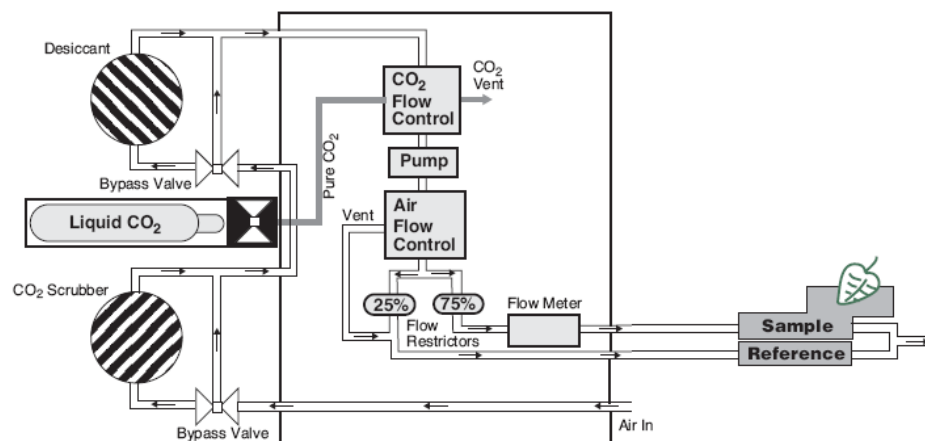 Desiccant
CO₂
Vent
CO₂
Flow
Control
Pure CO₂
Pump
Bypass Valve
Liquid CO₂
Vent
Air
Flow
Control
CO₂ Scrubber
25%
75%
Flow Meter
Flow
Restrictors
Sample
Reference
Air In
Bypass Valve